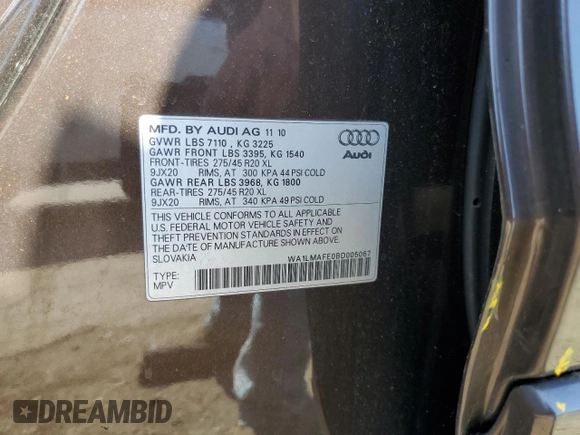 MFD. BY AUDI AG 11 10
GVWR LBS 7110 , KG 3225
GAWR FRONT LBS 3395, KG 1540
FRONT-TIRES 275/45 R20 XL
9JX20 RIMS, AT 300 KPA 44 PSI COLD
GAWR REAR LBS 3968, KG 1800
REAR-TIRES 275/45 R20 XL
9JX20 RIMS, AT 340 KPA 49 PSI COLD
Audi
THIS VEHICLE CONFORMS TO ALL APPLICABLE
U.S. FEDERAL MOTOR VEHICLE SAFETY AND
THEFT PREVENTION STANDARDS IN EFFECT ON
THE DATE OF MANUFACTURE SHOWN ABOVE.
SLOVAKIA
WA1LMAFE0BD005087
TYPE:
MPV
DREAMBID